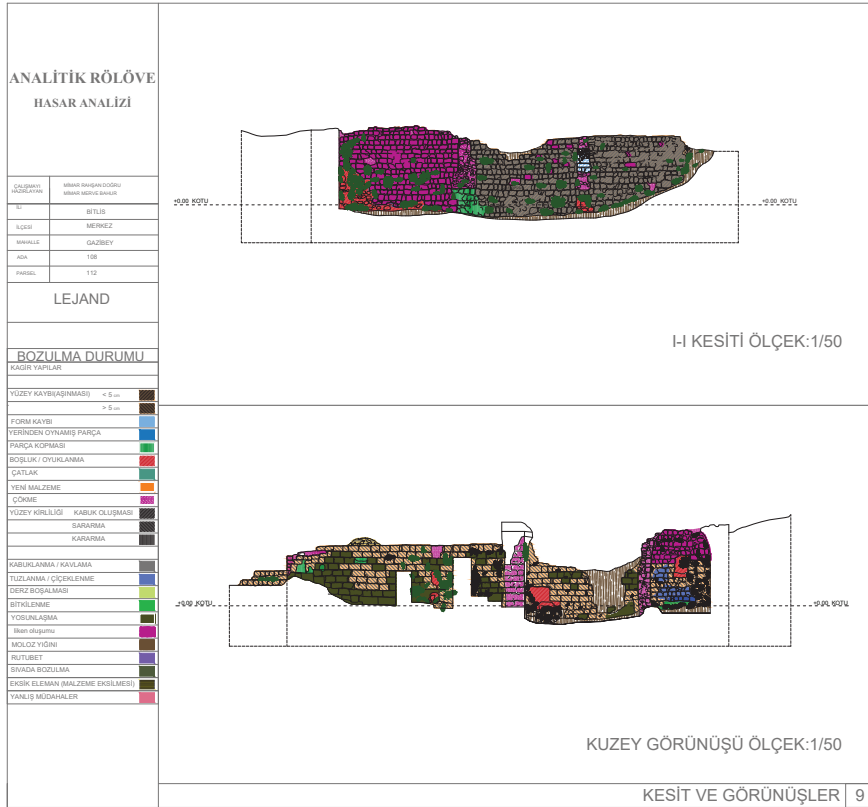 ANALİTİK RÖLÖVE
HASAR ANALİZİ
ÇALIŞMAYI HAZIRLAYAN
MİMAR RAHŞAN DOĞRU
MİMAR MERVE BAHUR
İLİ BİTLİS
İLÇESİ MERKEZ
MAHALLE GAZİBEY
ADA 108
PARSEL 112
LEJAND
BOZULMA DURUMU
KAGİR YAPILAR
YÜZEY KAYBI(AŞINMASI) < 5 cm
> 5 cm
FORM KAYBI
YERİNDEN OYNAMIŞ PARÇA
PARÇA KOPMASI
BOŞLUK / OYUKLANMA
ÇATLAK
YENİ MALZEME
ÇÖKME
YÜZEY KİRLİLİĞİ KABUK OLUŞMASI
SARARMA
KARARMA
KABUKLANMA / KAVLAMA
TUZLANMA / ÇİÇEKLENME
DERZ BOŞALMASI
BİTKİLENME
YOSUNLAŞMA
liken oluşumu
MOLOZ YIĞINI
RUTUBET
SIVADA BOZULMA
EKSİK ELEMAN (MALZEME EKSİLMESİ)
YANLIŞ MÜDAHALER
+0.00 KOTU
+0.00 KOTU
I-I KESİTİ ÖLÇEK:1/50
+0.00 KOTU
+0.00 KOTU
KUZEY GÖRÜNÜŞÜ ÖLÇEK:1/50
KESİT VE GÖRÜNÜŞLER 9